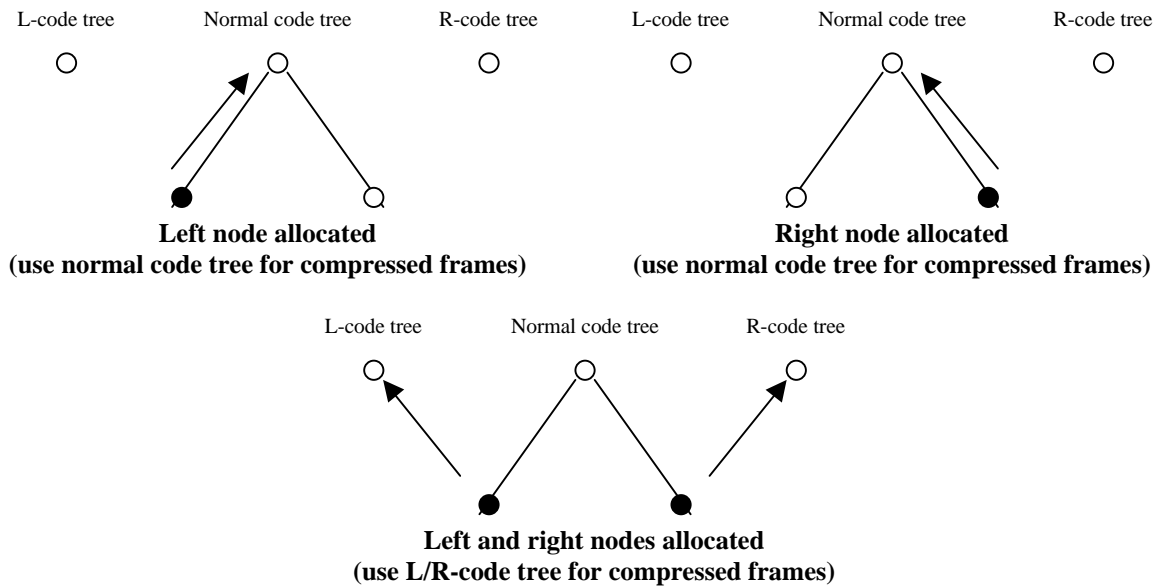 L-code tree Normal code tree R-code tree
L-code tree Normal code tree R-code tree
Left node allocated
(use normal code tree for compressed frames)
Right node allocated
(use normal code tree for compressed frames)
L-code tree Normal code tree R-code tree
Left and right nodes allocated
(use L/R-code tree for compressed frames)